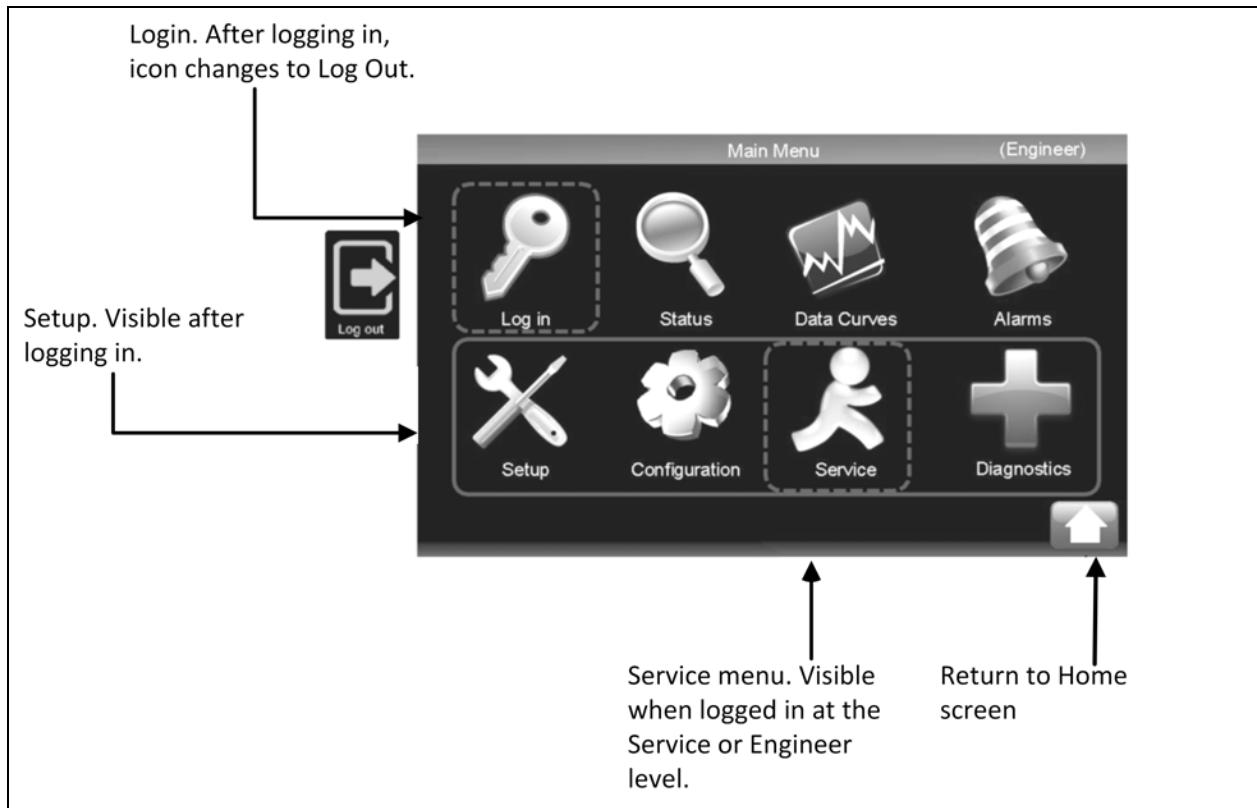 Login. After logging in,
icon changes to Log Out.
Main Menu
(Engineer)
Log in
Status
Data Curves
Alarms
Log out
Setup. Visible after
logging in.
Setup
Configuration
Service
Diagnostics
Service menu. Visible
when logged in at the
Service or Engineer
level.
Return to Home
screen